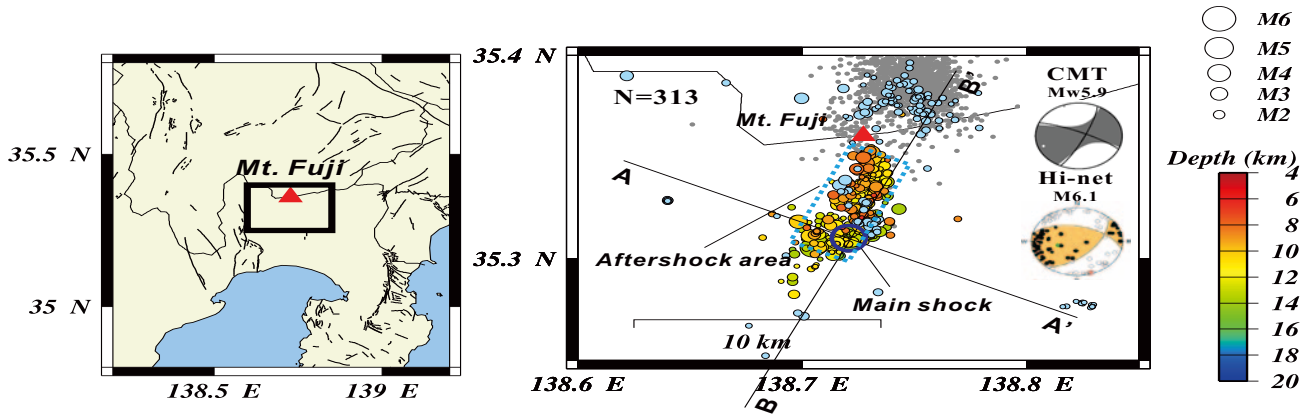 35.5 N
35 N
138.5 E
139 E
Mt. Fuji
35.4 N
35.3 N
138.6 E
138.7 E
138.8 E
N=313
Mt. Fuji
A
A'
B
B'
Aftershock area
Main shock
10 km
CMT
Mw5.9
Hi-net
M6.1
M6
M5
M4
M3
M2
Depth (km)
4
6
8
10
12
14
16
18
20